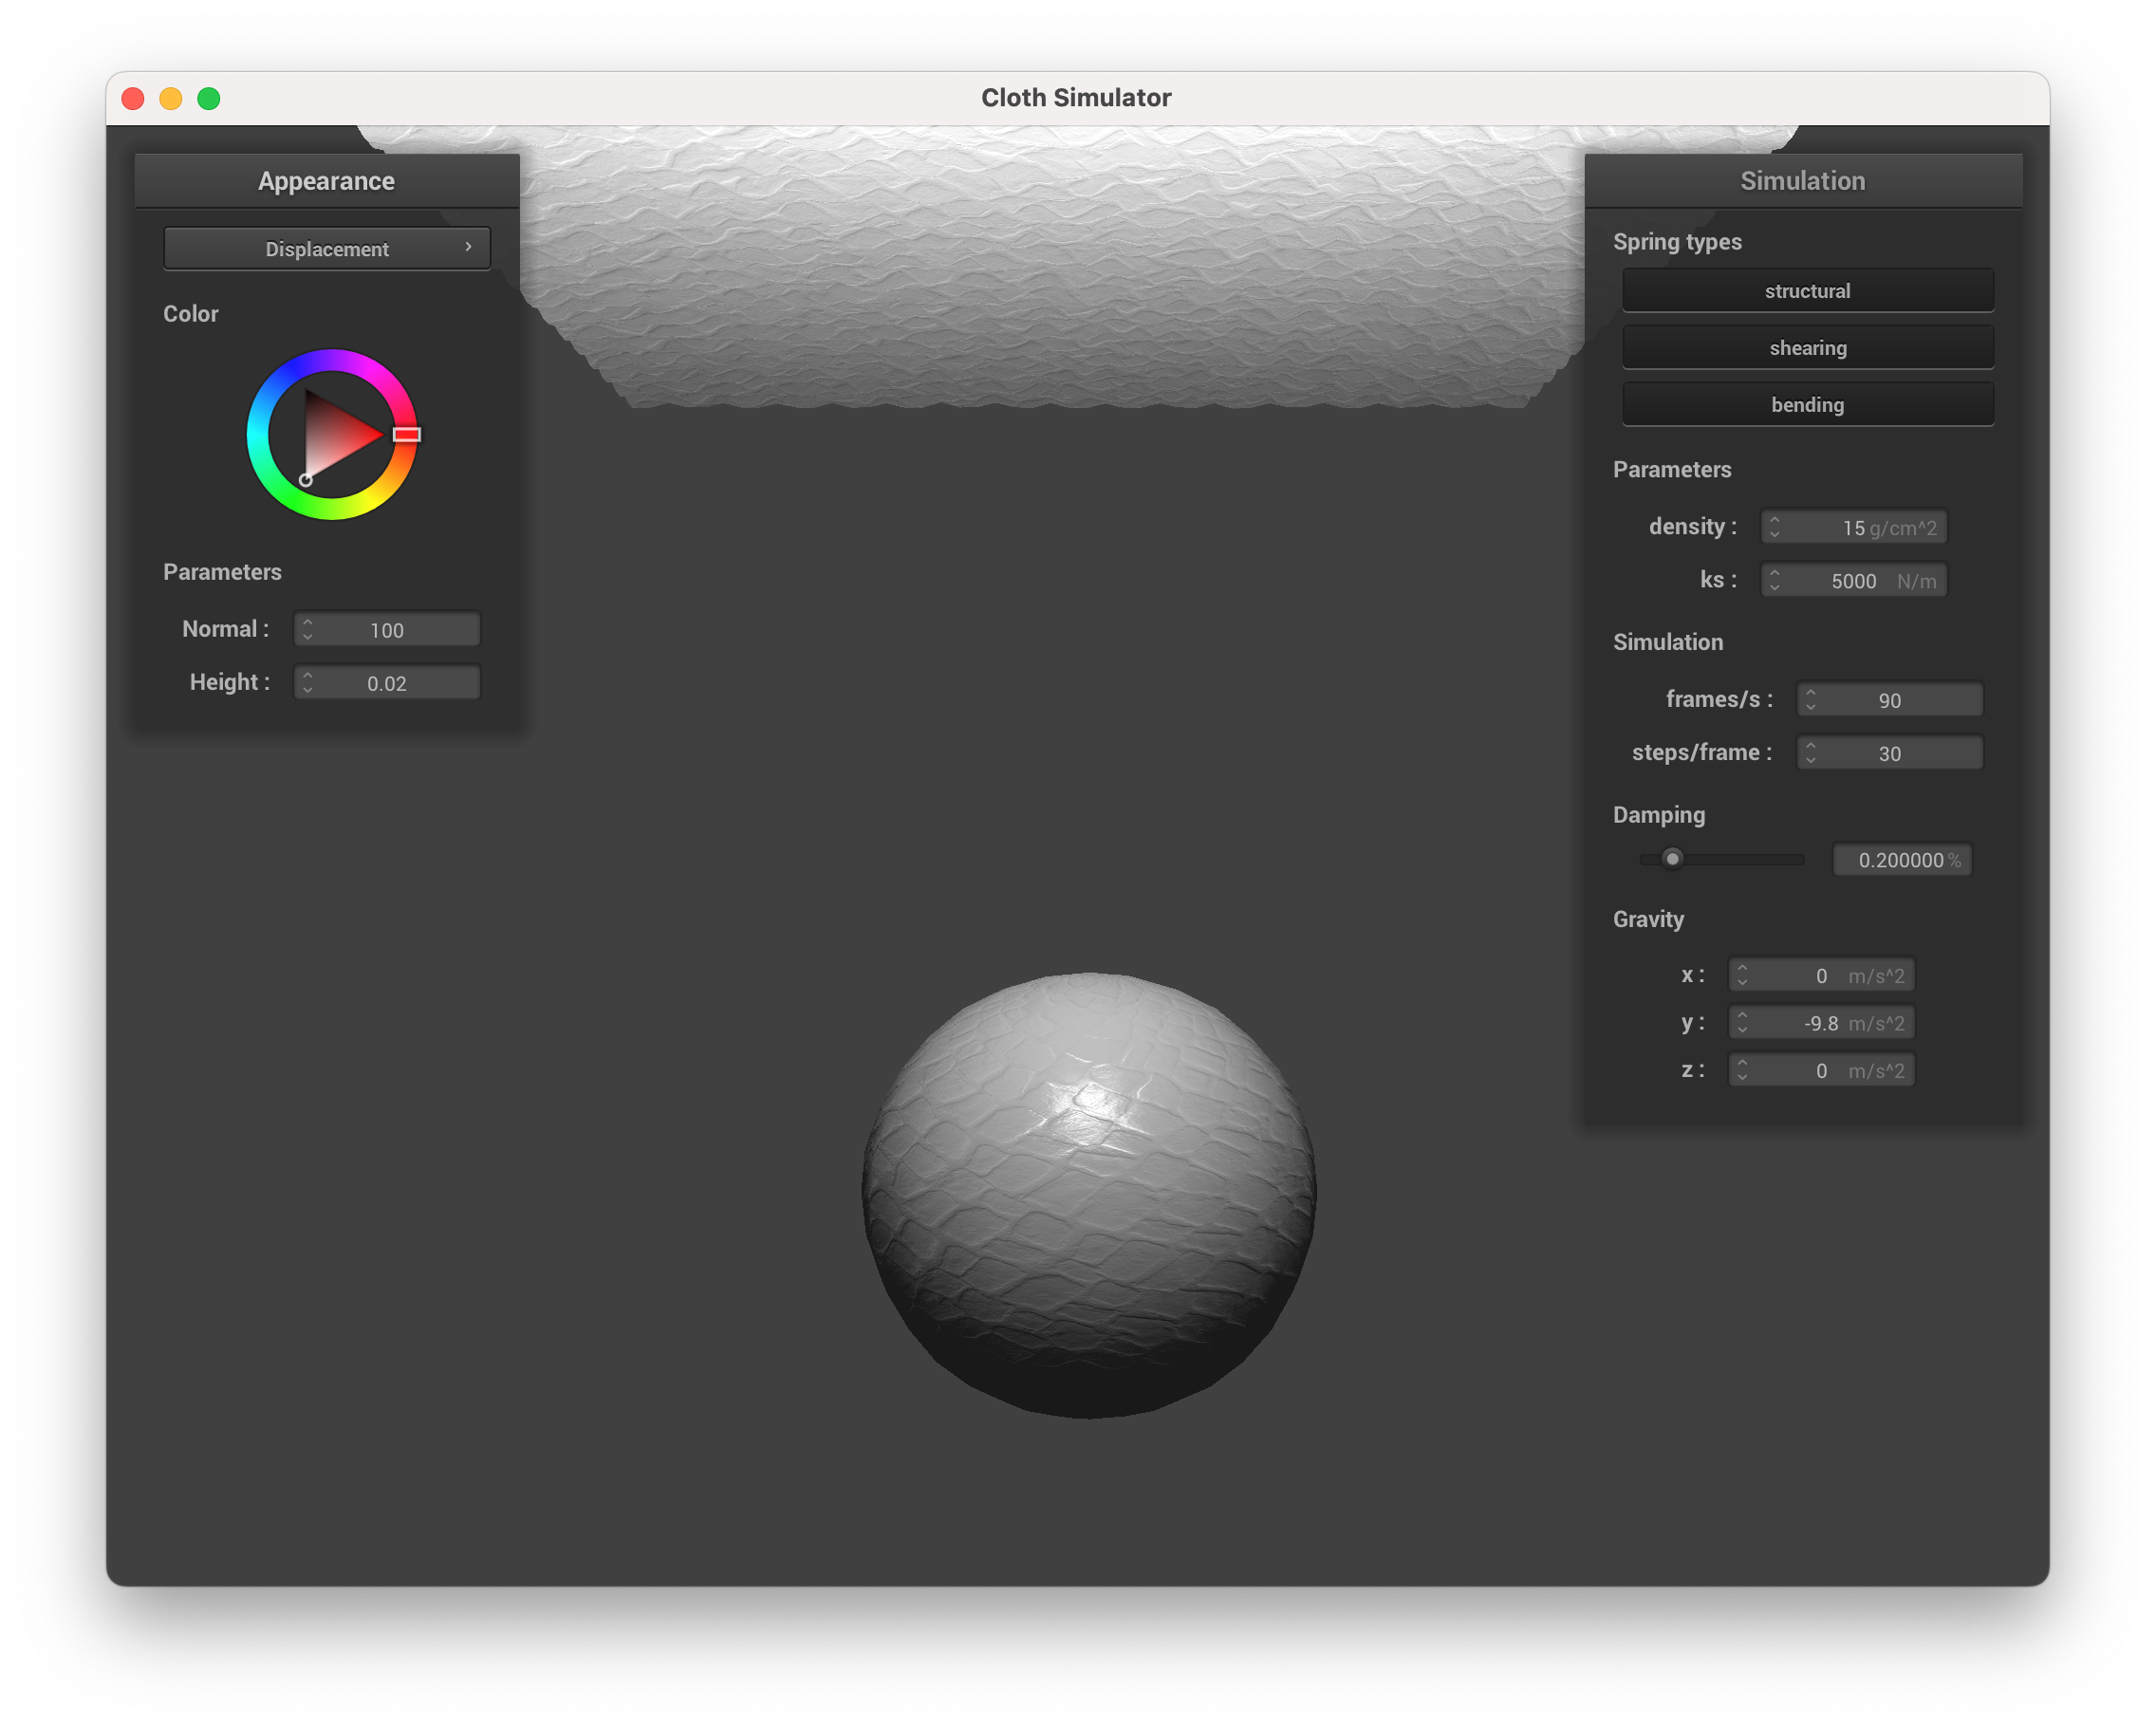 Cloth Simulator
Appearance
Displacement
Color
Parameters
Normal : 100
Height : 0.02
Simulation
Spring types
structural
shearing
bending
Parameters
density : 15 g/cm^2
ks : 5000 N/m
Simulation
frames/s : 90
steps/frame : 30
Damping
0.200000 %
Gravity
x : 0 m/s^2
y : -9.8 m/s^2
z : 0 m/s^2